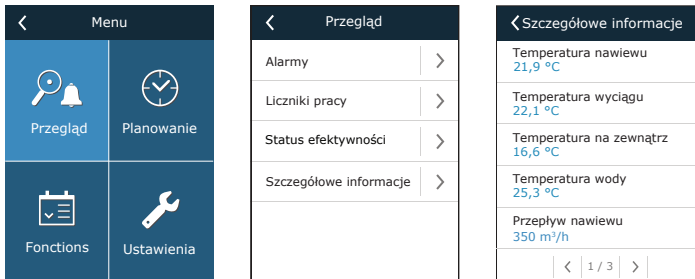 Menu
Przegląd
Planowanie
Fonctions
Ustawienia
Przegląd
Alarmy
Liczniki pracy
Status efektywności
Szczegółowe informacje
Szczegółowe informacje
Temperatura nawiewu
21,9 °C
Temperatura wyciągu
22,1 °C
Temperatura na zewnątrz
16,6 °C
Temperatura wody
25,3 °C
Przepływ nawiewu
350 m³/h
1 / 3